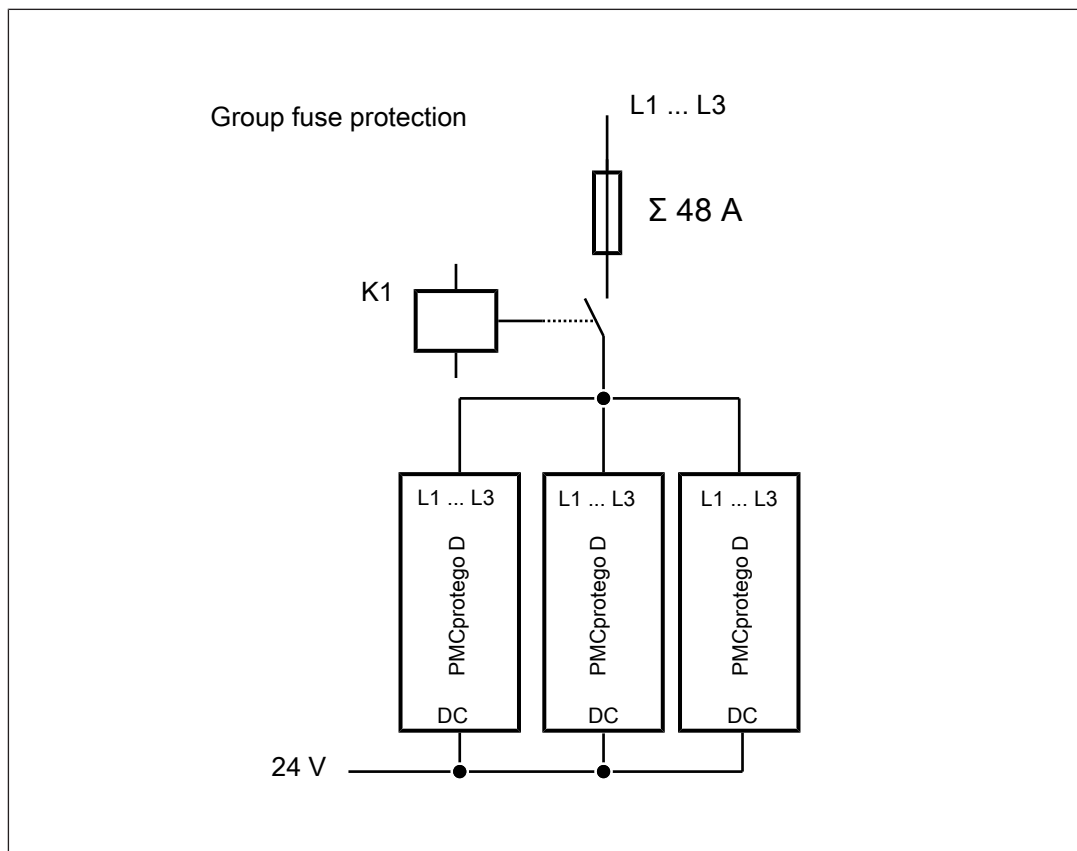 L1 ... L3
Group fuse protection
Σ 48 A
K1
L1 ... L3
L1 ... L3
L1 ... L3
PMCprotego D
PMCprotego D
PMCprotego D
DC
DC
DC
24 V